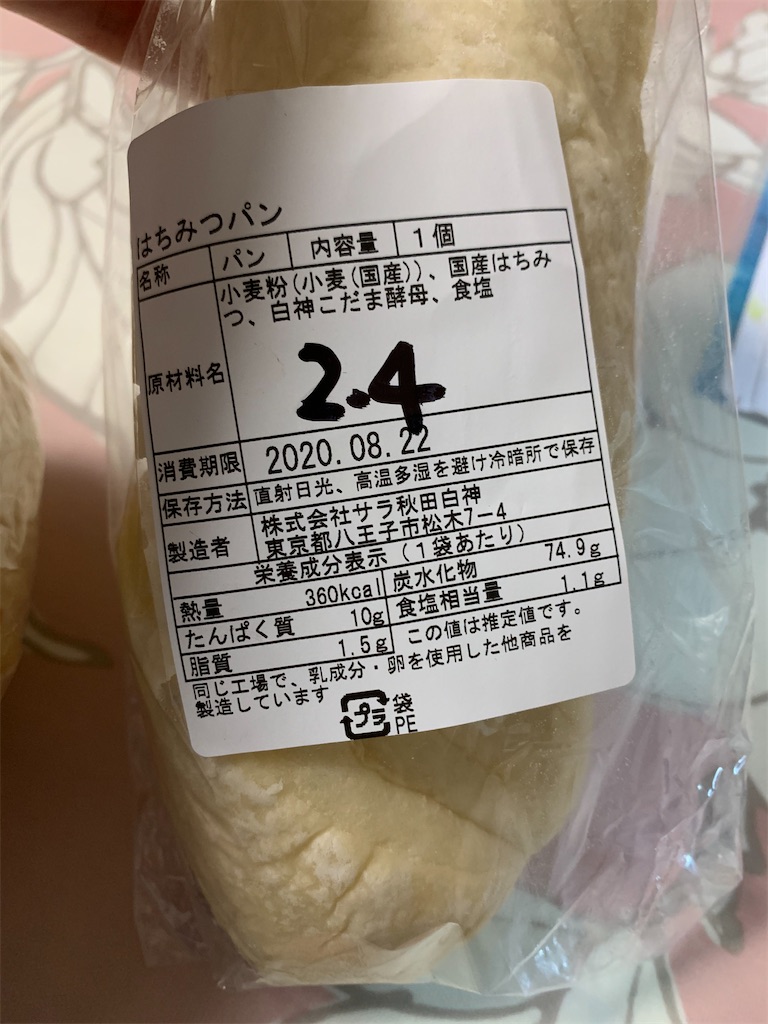 はちみつパン
名称 パン 内容量 1個
原材料名 小麦粉(小麦(国産))、国産はちみ
つ、白神こだま酵母、食塩
2.4
消費期限 2020.08.22
保存方法 直射日光、高温多湿を避け冷暗所で保存
製造者 株式会社サラ秋田白神
東京都八王子市松木7-4
栄養成分表示(1袋あたり)
熱量 360kcal 炭水化物 74.9g
たんぱく質 10g 食塩相当量 1.1g
脂質 1.5g この値は推定値です。
同じ工場で、乳成分・卵を使用した他商品を
製造しています
プラ 袋
PE